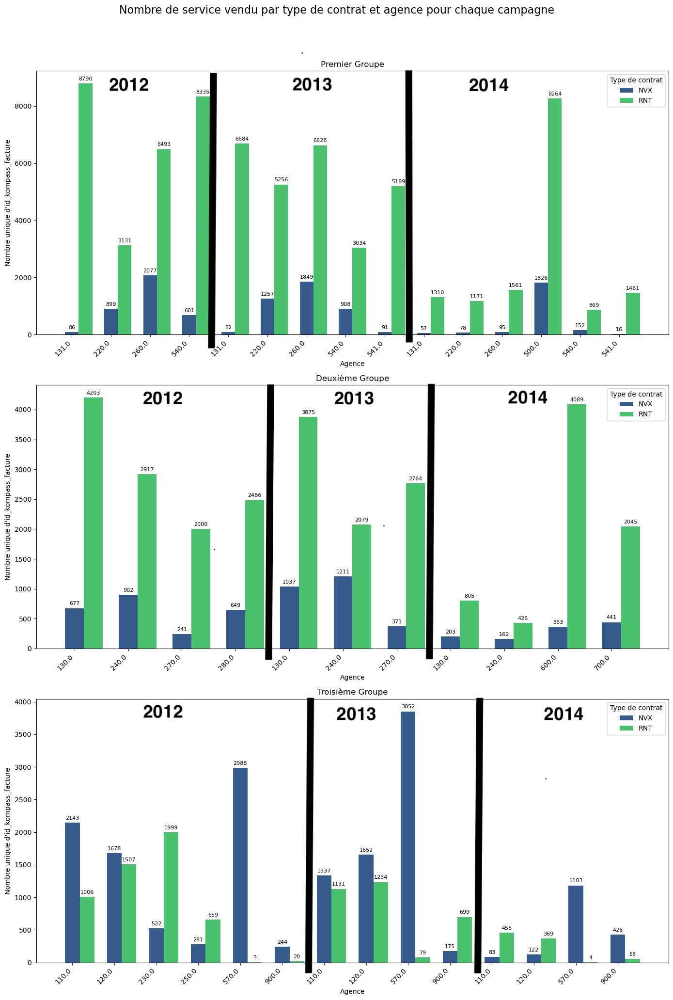 Nombre de service vendu par type de contrat et agence pour chaque campagne
Premier Groupe
2012
2013
2014
Type de contrat
NVX
RNT
Nombre unique d'id_kompass_facture
8000
6000
4000
2000
0
86 8790 899 3131 2077 6493 681 8335 82 6684 1257 5256 1849 6628 908 3034 91 5189 57 1310 78 1171 95 1561 1826 8264 152 869 16 1461
131.0 220.0 260.0 540.0 131.0 220.0 260.0 540.0 541.0 131.0 220.0 260.0 500.0 540.0 541.0
Agence
Deuxième Groupe
2012
2013
2014
Type de contrat
NVX
RNT
Nombre unique d'id_kompass_facture
4000
3500
3000
2500
2000
1500
1000
500
0
677 4203 902 2917 241 2000 649 2486 1037 3875 1211 2079 371 2764 203 805 162 426 363 4089 441 2045
130.0 240.0 270.0 280.0 130.0 240.0 270.0 130.0 240.0 600.0 700.0
Agence
Troisième Groupe
2012
2013
2014
Type de contrat
NVX
RNT
Nombre unique d'id_kompass_facture
4000
3500
3000
2500
2000
1500
1000
500
0
2143 1006 1678 1507 522 1999 281 659 2988 3 244 20 1337 1131 1652 1234 3852 79 175 699 83 455 122 369 1183 4 426 58
110.0 120.0 230.0 250.0 570.0 900.0 110.0 120.0 570.0 900.0 110.0 120.0 570.0 900.0
Agence